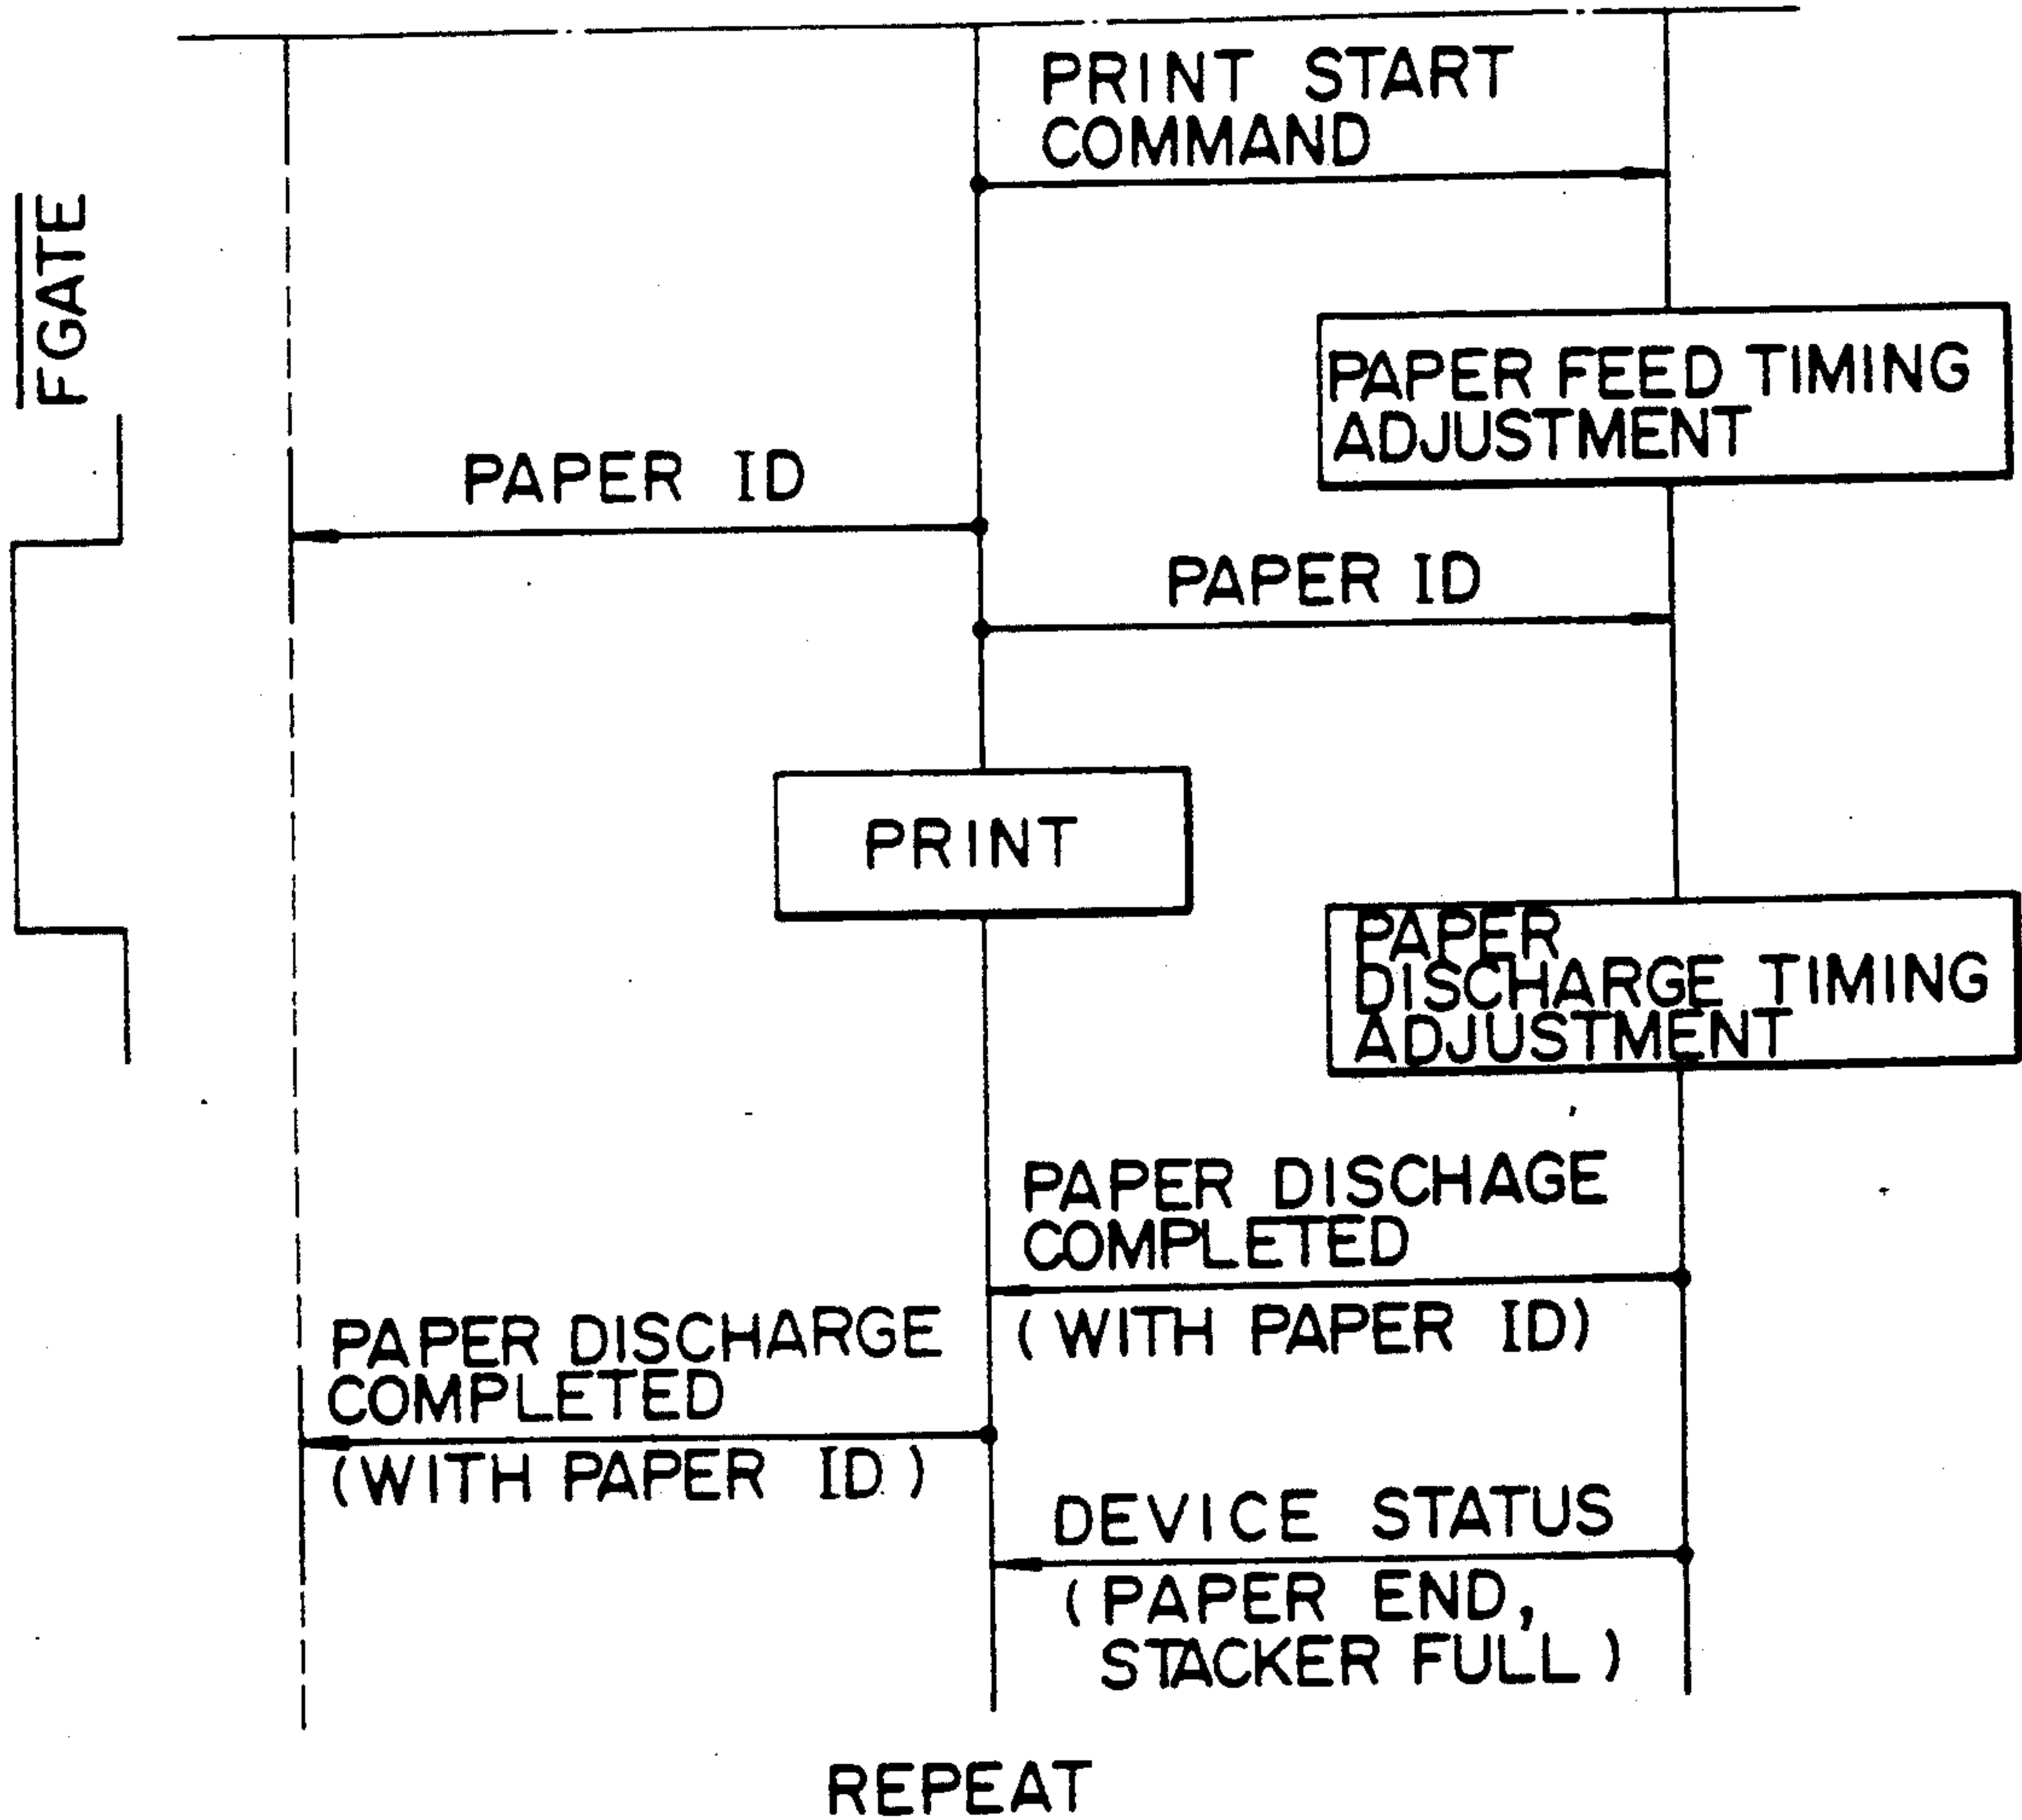 PRINT START
COMMAND
FGATE
PAPER FEED TIMING
ADJUSTMENT
PAPER ID
PAPER ID
PRINT
PAPER
DISCHARGE TIMING
ADJUSTMENT
PAPER DISCHAGE
COMPLETED
(WITH PAPER ID)
PAPER DISCHARGE
COMPLETED
(WITH PAPER ID)
DEVICE STATUS
(PAPER END,
STACKER FULL)
REPEAT